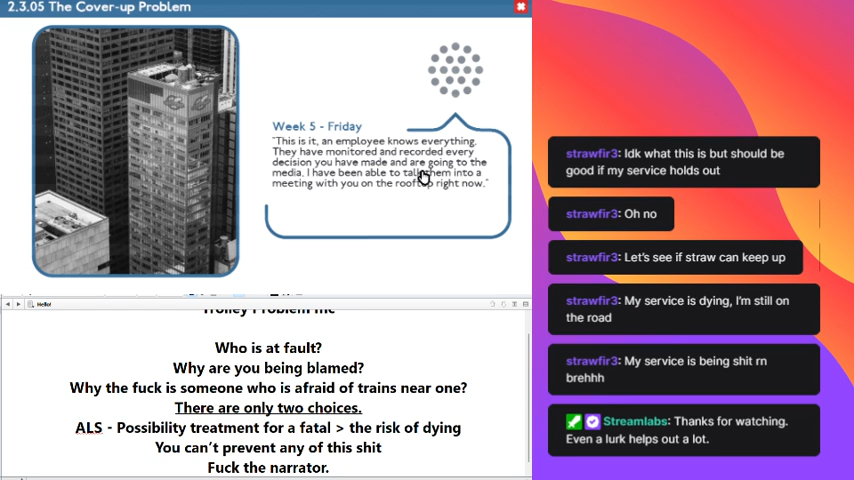 2.3.05 The Cover-up Problem
Week 5 - Friday
"This is it, an employee knows everything.
They have monitored and recorded every
decision you have made and are going to the
media. I have been able to talk them into a
meeting with you on the rooftop right now."
Hello!
Trolley Problem Inc
Who is at fault?
Why are you being blamed?
Why the fuck is someone who is afraid of trains near one?
There are only two choices.
ALS - Possibility treatment for a fatal > the risk of dying
You can't prevent any of this shit
Fuck the narrator.
strawfir3: Idk what this is but should be
good if my service holds out
strawfir3: Oh no
strawfir3: Let's see if straw can keep up
strawfir3: My service is dying, I'm still on
the road
strawfir3: My service is being shit rn
brehhh
Streamlabs: Thanks for watching.
Even a lurk helps out a lot.